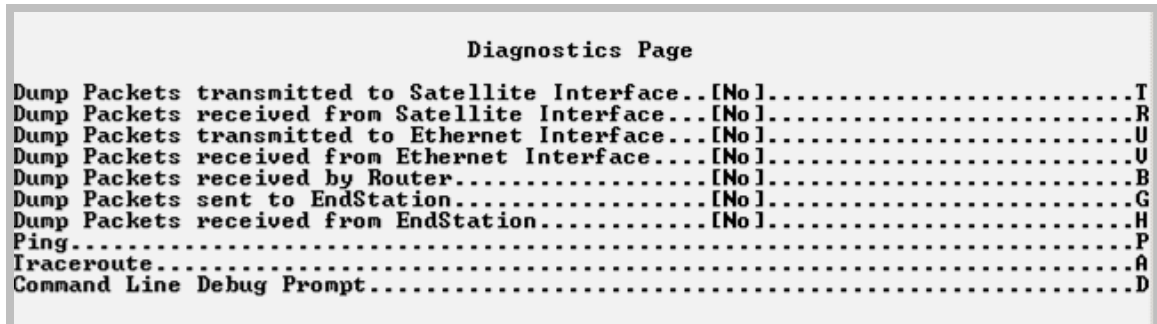 Diagnostics Page
Dump Packets transmitted to Satellite Interface..[No]..........................T
Dump Packets received from Satellite Interface...[No]..........................R
Dump Packets transmitted to Ethernet Interface...[No]..........................U
Dump Packets received from Ethernet Interface....[No]..........................V
Dump Packets received by Router..................[No]..........................B
Dump Packets sent to EndStation..................[No]..........................G
Dump Packets received from EndStation............[No]..........................H
Ping...........................................................................P
Traceroute.....................................................................A
Command Line Debug Prompt......................................................D